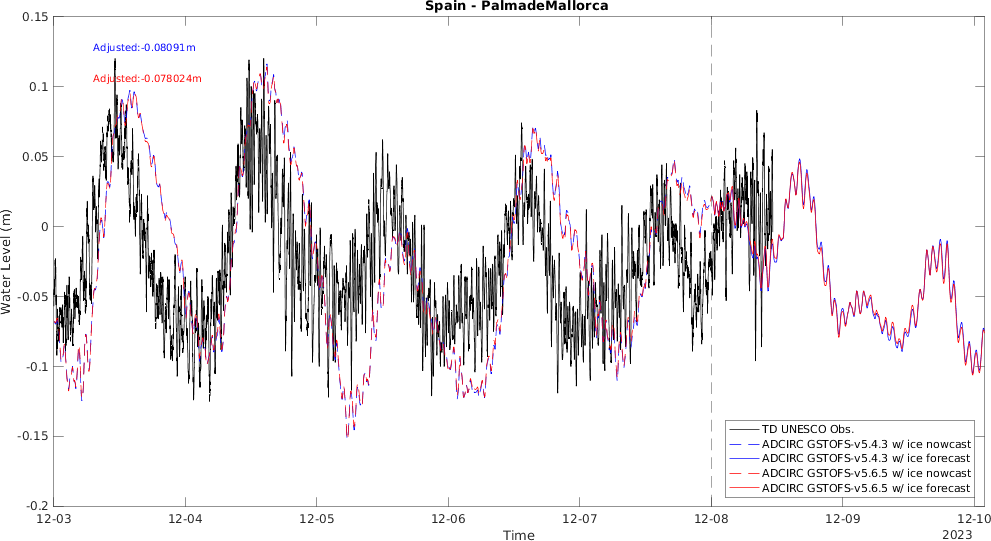 Spain - PalmadeMallorca
Adjusted:-0.08091m
Adjusted:-0.078024m
Water Level (m)
0.15
0.1
0.05
0
-0.05
-0.1
-0.15
-0.2
TD UNESCO Obs.
ADCIRC GSTOFS-v5.4.3 w/ ice nowcast
ADCIRC GSTOFS-v5.4.3 w/ ice forecast
ADCIRC GSTOFS-v5.6.5 w/ ice nowcast
ADCIRC GSTOFS-v5.6.5 w/ ice forecast
12-03 12-04 12-05 12-06 12-07 12-08 12-09 12-10
Time
2023